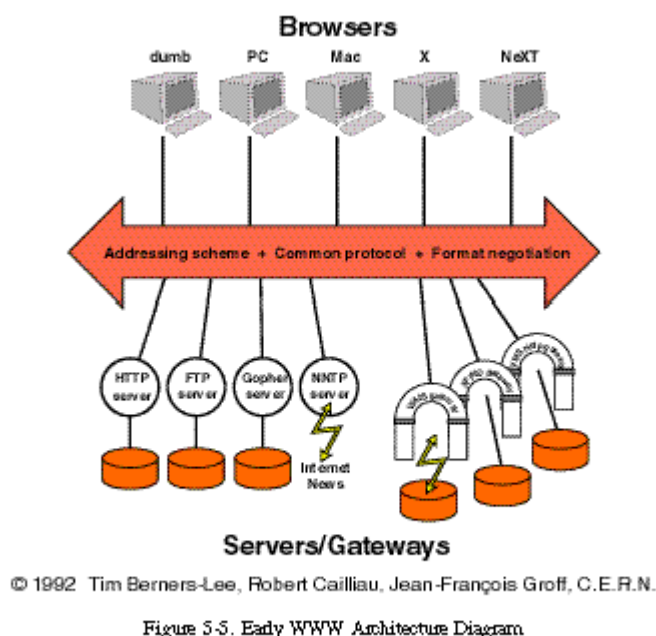 Browsers
dumb PC Mac X NeXT
Addressing scheme + Common protocol + Format negotiation
HTTP server
FTP server
Gopher server
NNTP server
Internet News
Servers/Gateways
© 1992 Tim Berners-Lee, Robert Cailliau, Jean-François Groff, C.E.R.N.
Figure 5-5. Early WWW Architecture Diagram